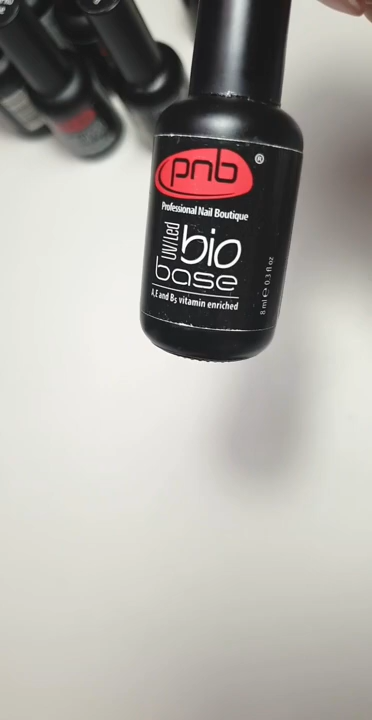 pnb®
Professional Nail Boutique
UV/Led
bio
base
A,E and B5 vitamin enriched
8 ml ℮ 0.3 fl oz